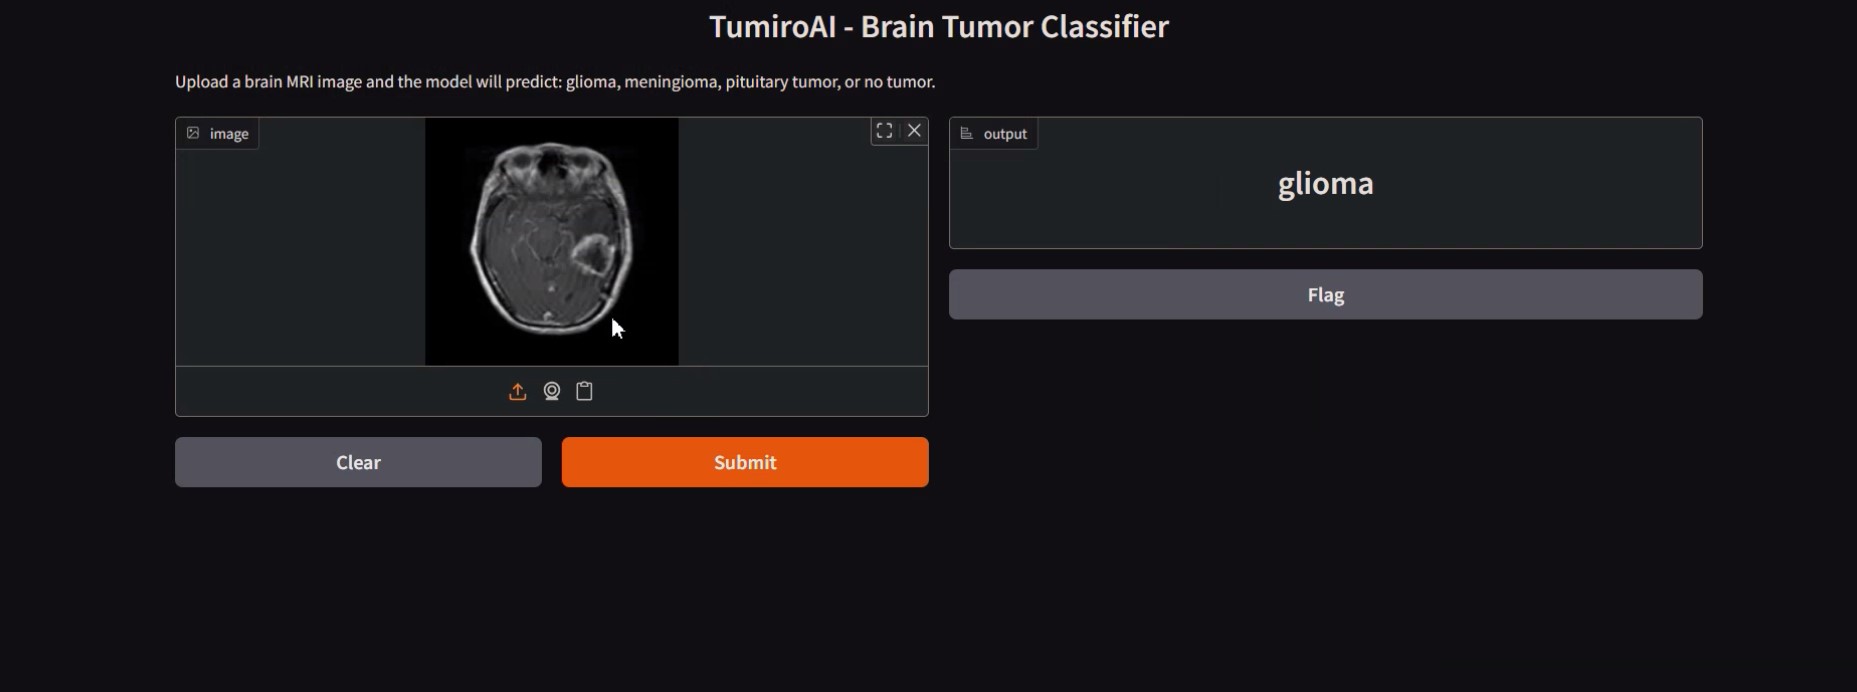 TumiroAI - Brain Tumor Classifier
Upload a brain MRI image and the model will predict: glioma, meningioma, pituitary tumor, or no tumor.
image
output
glioma
Flag
Clear
Submit